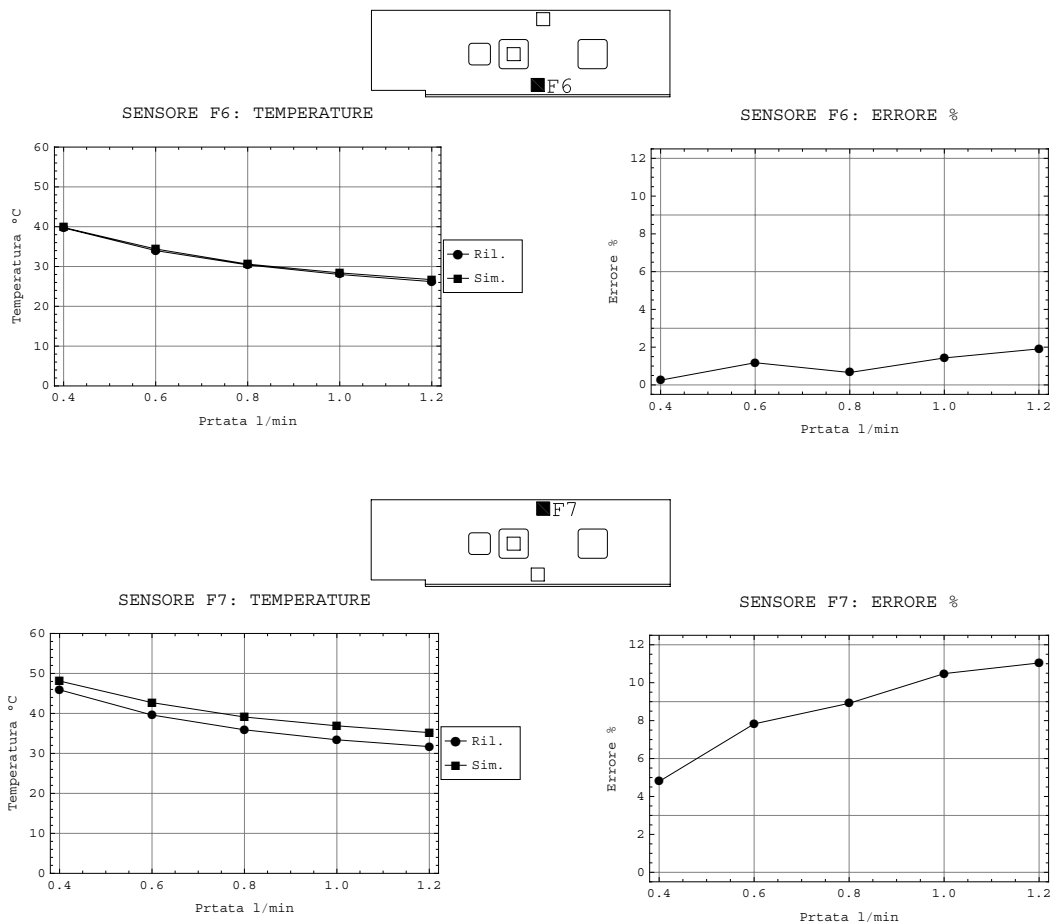 F6
SENSORE F6: TEMPERATURE
60
50
40
30
20
10
0
Temperatura °C
0.4 0.6 0.8 1.0 1.2
Prtata l/min
Ril.
Sim.
SENSORE F6: ERRORE %
12
10
8
6
4
2
0
Errore %
0.4 0.6 0.8 1.0 1.2
Prtata l/min
F7
SENSORE F7: TEMPERATURE
60
50
40
30
20
10
0
Temperatura °C
0.4 0.6 0.8 1.0 1.2
Prtata l/min
Ril.
Sim.
SENSORE F7: ERRORE %
12
10
8
6
4
2
0
Errore %
0.4 0.6 0.8 1.0 1.2
Prtata l/min